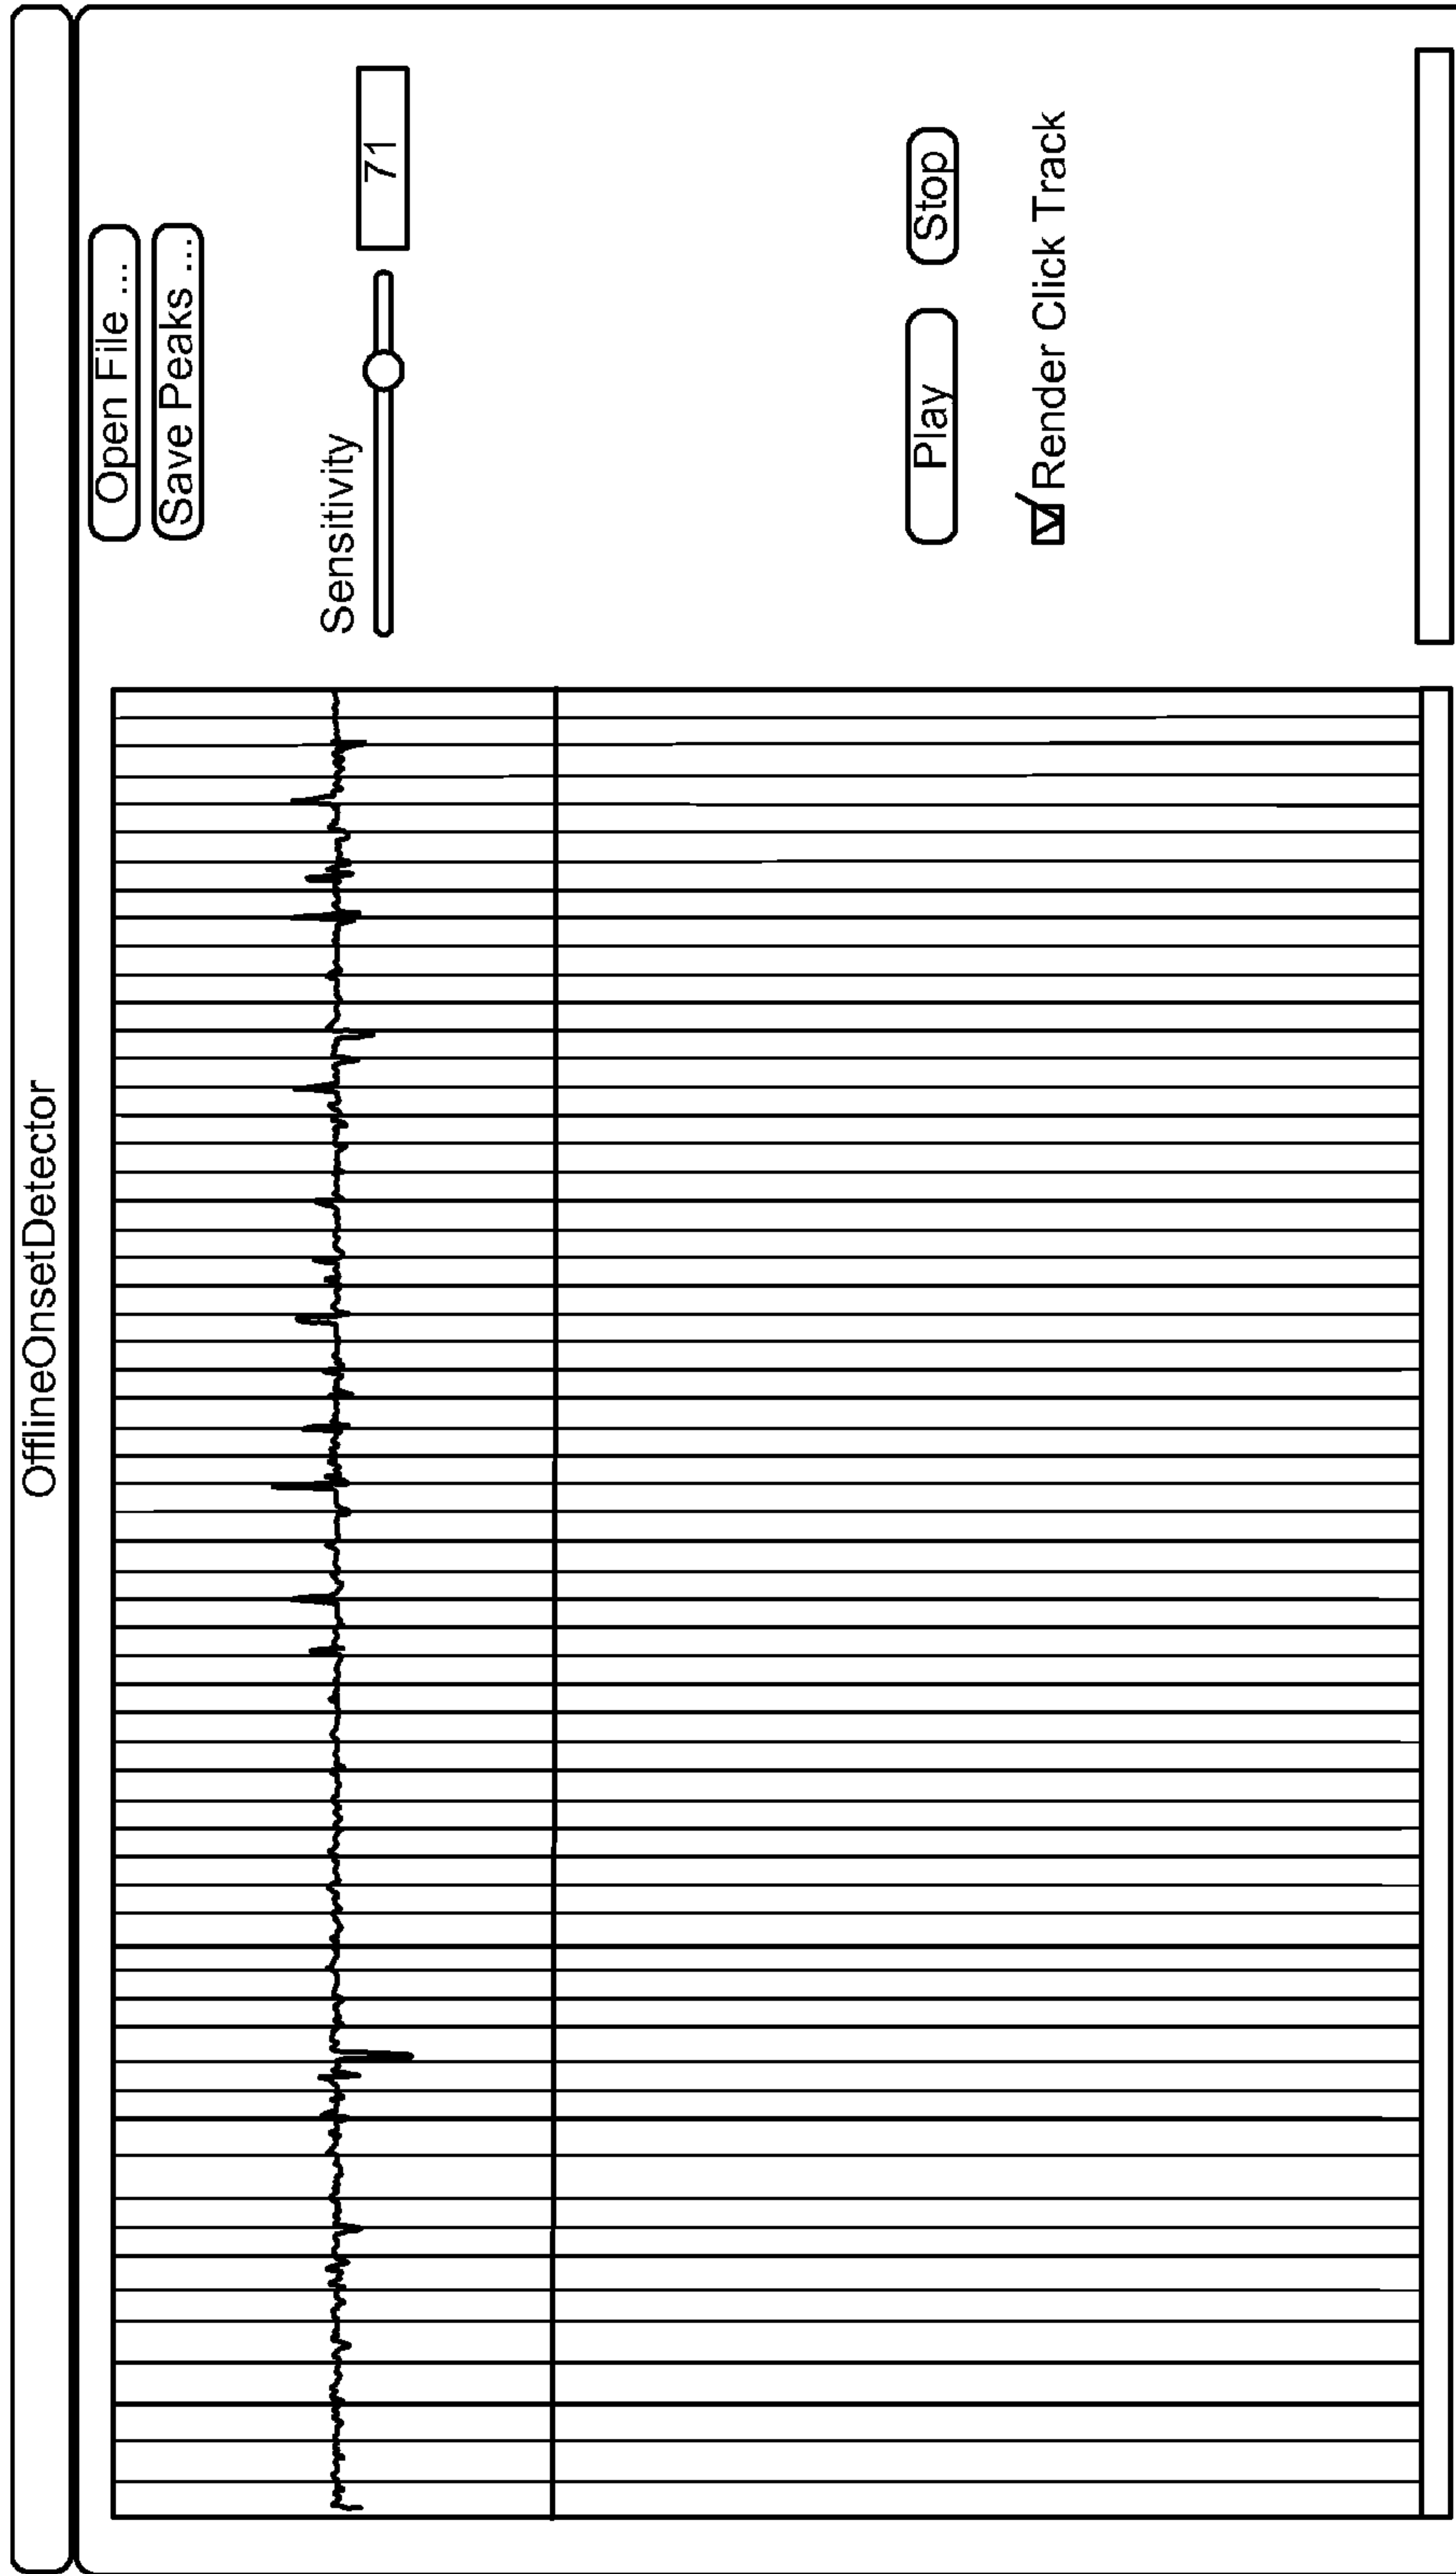 OfflineOnsetDetector
Open File ...
Save Peaks ...
Sensitivity
71
Play
Stop
Render Click Track